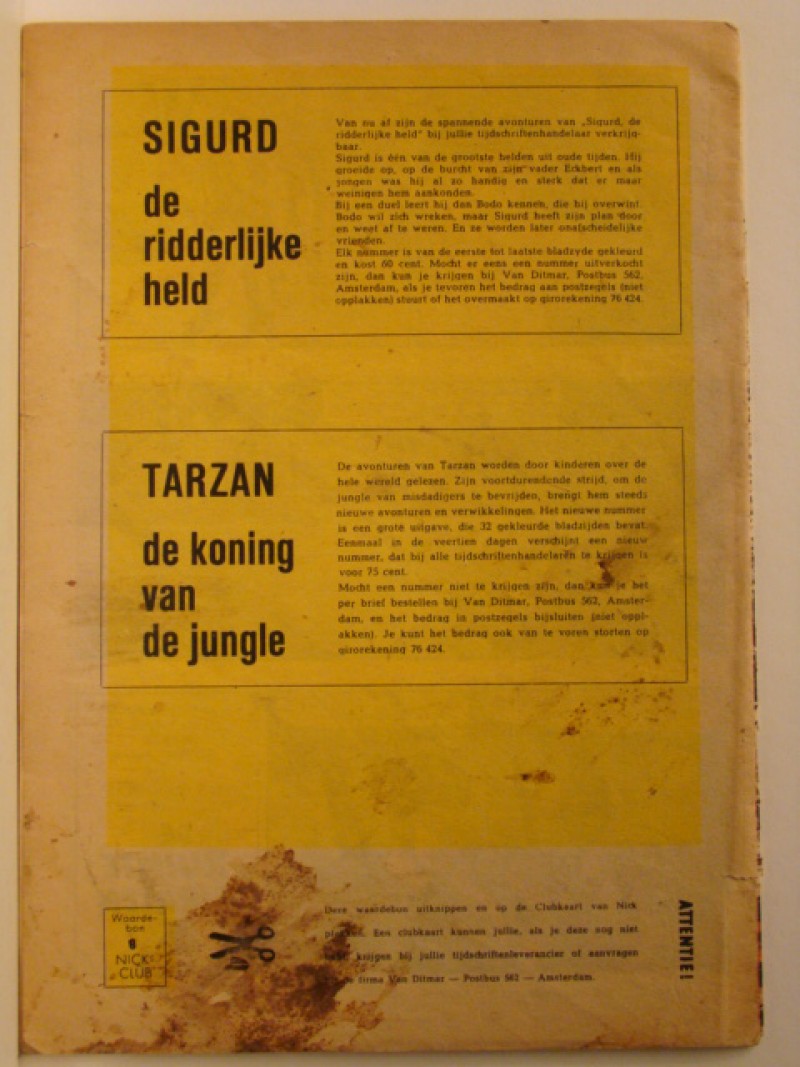 SIGURD
de
ridderlijke
held
Van nu af zijn de spannende avonturen van „Sigurd, de
ridderlijke held" bij jullie tijdschriftenhandelaar verkrijg-
baar.
Sigurd is één van de grootste helden uit oude tijden. Hij
groeide op, op de burcht van zijn vader Eckbert en als
jongen was hij al zo handig en sterk dat er maar
weinigen hem aankonden.
Bij een duel leert hij dan Bodo kennen, die bij overwint.
Bodo wil zich wreken, maar Sigurd heeft zijn plan door
en weet af te weren. En ze worden later onafscheidelijke
vrienden.
Elk nummer is van de eerste tot laatste bladzyde gekleurd
en kost 60 cent. Mocht er eens een nummer uitverkocht
zijn, dan kun je krijgen bij Van Ditmar, Postbus 562,
Amsterdam, als je tevoren het bedrag aan postzegels (niet
opplakken) stuurt of het overmaakt op girorekening 76 424.
TARZAN
de koning
van
de jungle
De avonturen van Tarzan worden door kinderen over de
hele wereld gelezen. Zijn voortdurendende strijd, om de
jungle van misdadigers te bevrijden, brengt hem steeds
nieuwe avonturen en verwikkelingen. Het nieuwe nummer
is een grote uitgave, die 32 gekleurde bladzijden bevat.
Eenmaal in de veertien dagen verschijnt een nieuw
nummer, dat bij alle tijdschriftenhandelaren te krijgen is
voor 75 cent.
Mocht een nummer niet te krijgen zijn, dan kun je het
per brief bestellen bij Van Ditmar, Postbus 562, Amster-
dam, en het bedrag in postzegels bijsluiten (niet oppl-
akken). Je kunt het bedrag ook van te voren storten op
girorekening 76 424.
Waarde-
bon
6
NICK
CLUB
Deze waardebon uitknippen en op de Clubkaart van Nick
Een clubkaart kunnen jullie, als je deze nog niet
krijgen bij jullie tijdschriftenleverancier of aanvragen
firma Van Ditmar — Postbus 562 — Amsterdam.
ATTENTIE!